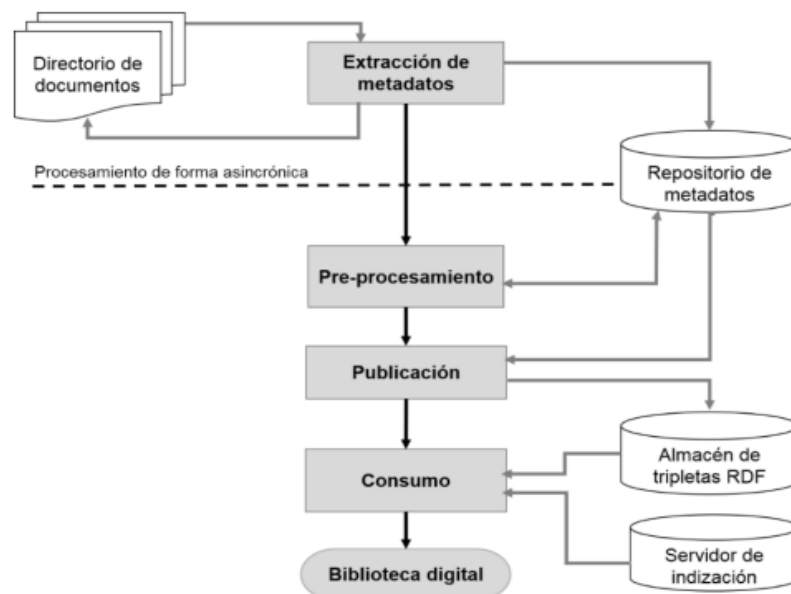 Directorio de
documentos
Extracción de
metadatos
Procesamiento de forma asincrónica
Repositorio de
metadatos
Pre-procesamiento
Publicación
Almacén de
tripletas RDF
Consumo
Servidor de
indización
Biblioteca digital